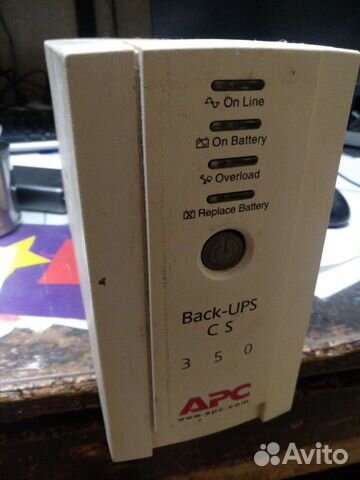 On Line
On Battery
Overload
Replace Battery
Back-UPS
CS
350
APC
www.apc.com
Avito